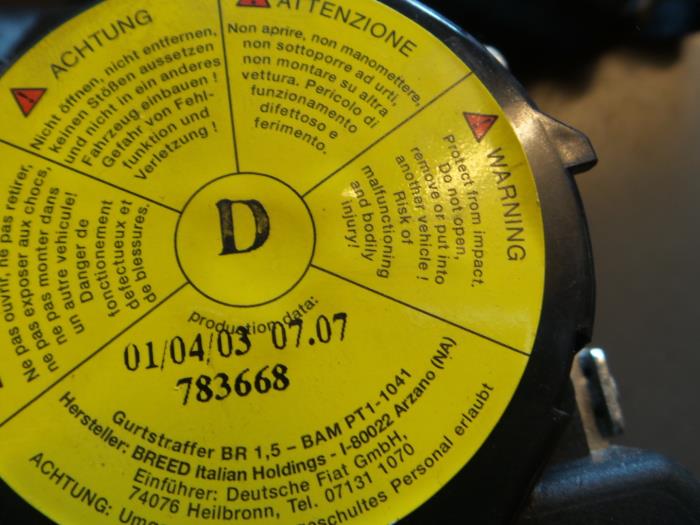 ACHTUNG
Nicht öffnen, nicht entfernen,
keinen Stößen aussetzen
und nicht in ein anderes
Fahrzeug einbauen !
Gefahr von Fehl-
funktion und
Verletzung !
ATTENZIONE
Non aprire, non manomettere,
non sottoporre ad urti,
non montare su altra
vettura. Pericolo di
funzionamento
difettoso e
ferimento.
WARNING
Protect from impact,
Do not open,
remove or put into
another vehicle !
Risk of
malfunctioning
and bodily
injury!
Ne pas ouvrir, ne pas retirer,
ne pas exposer aux chocs,
ne pas monter dans
un autre vehicule!
Danger de
fonctionement
defectueux et
de blessures.
D
production data:
01/04/03 07.07
783668
Gurtstraffer BR 1,5 – BAM PT1-1041
Hersteller: BREED Italian Holdings - I-80022 Arzano (NA)
Einführer: Deutsche Fiat GmbH,
74076 Heilbronn, Tel. 07131 1070
ACHTUNG: Personal erlaubt